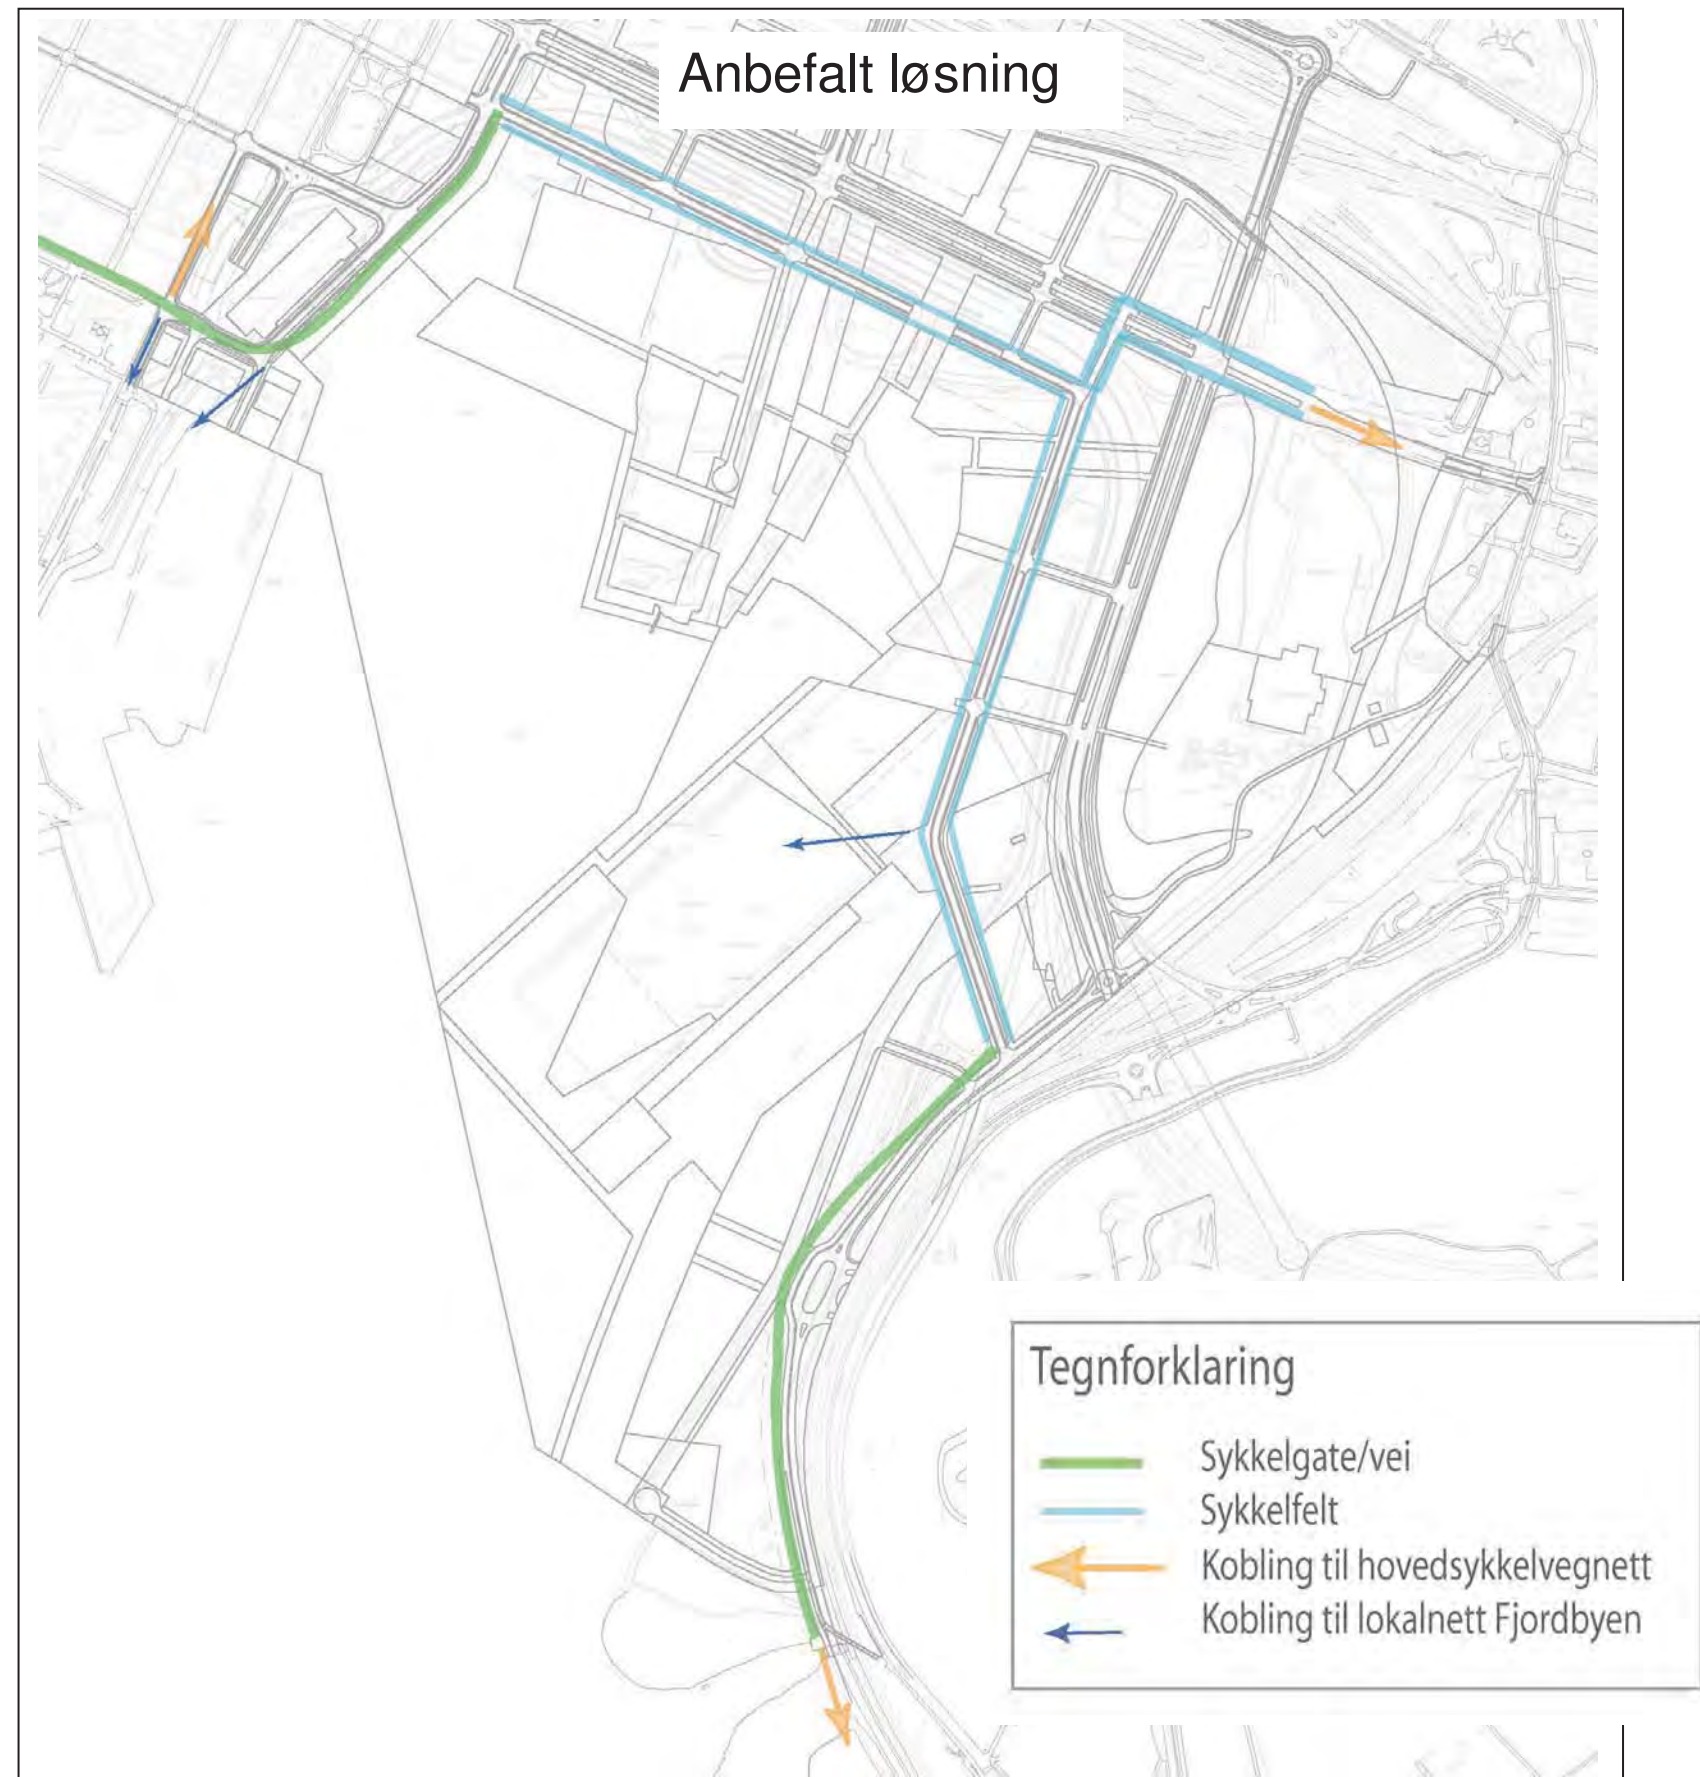 Anbefalt løsning
Tegnforklaring
Sykkelgate/vei
Sykkelfelt
Kobling til hovedsykkelvegnett
Kobling til lokalnett Fjordbyen